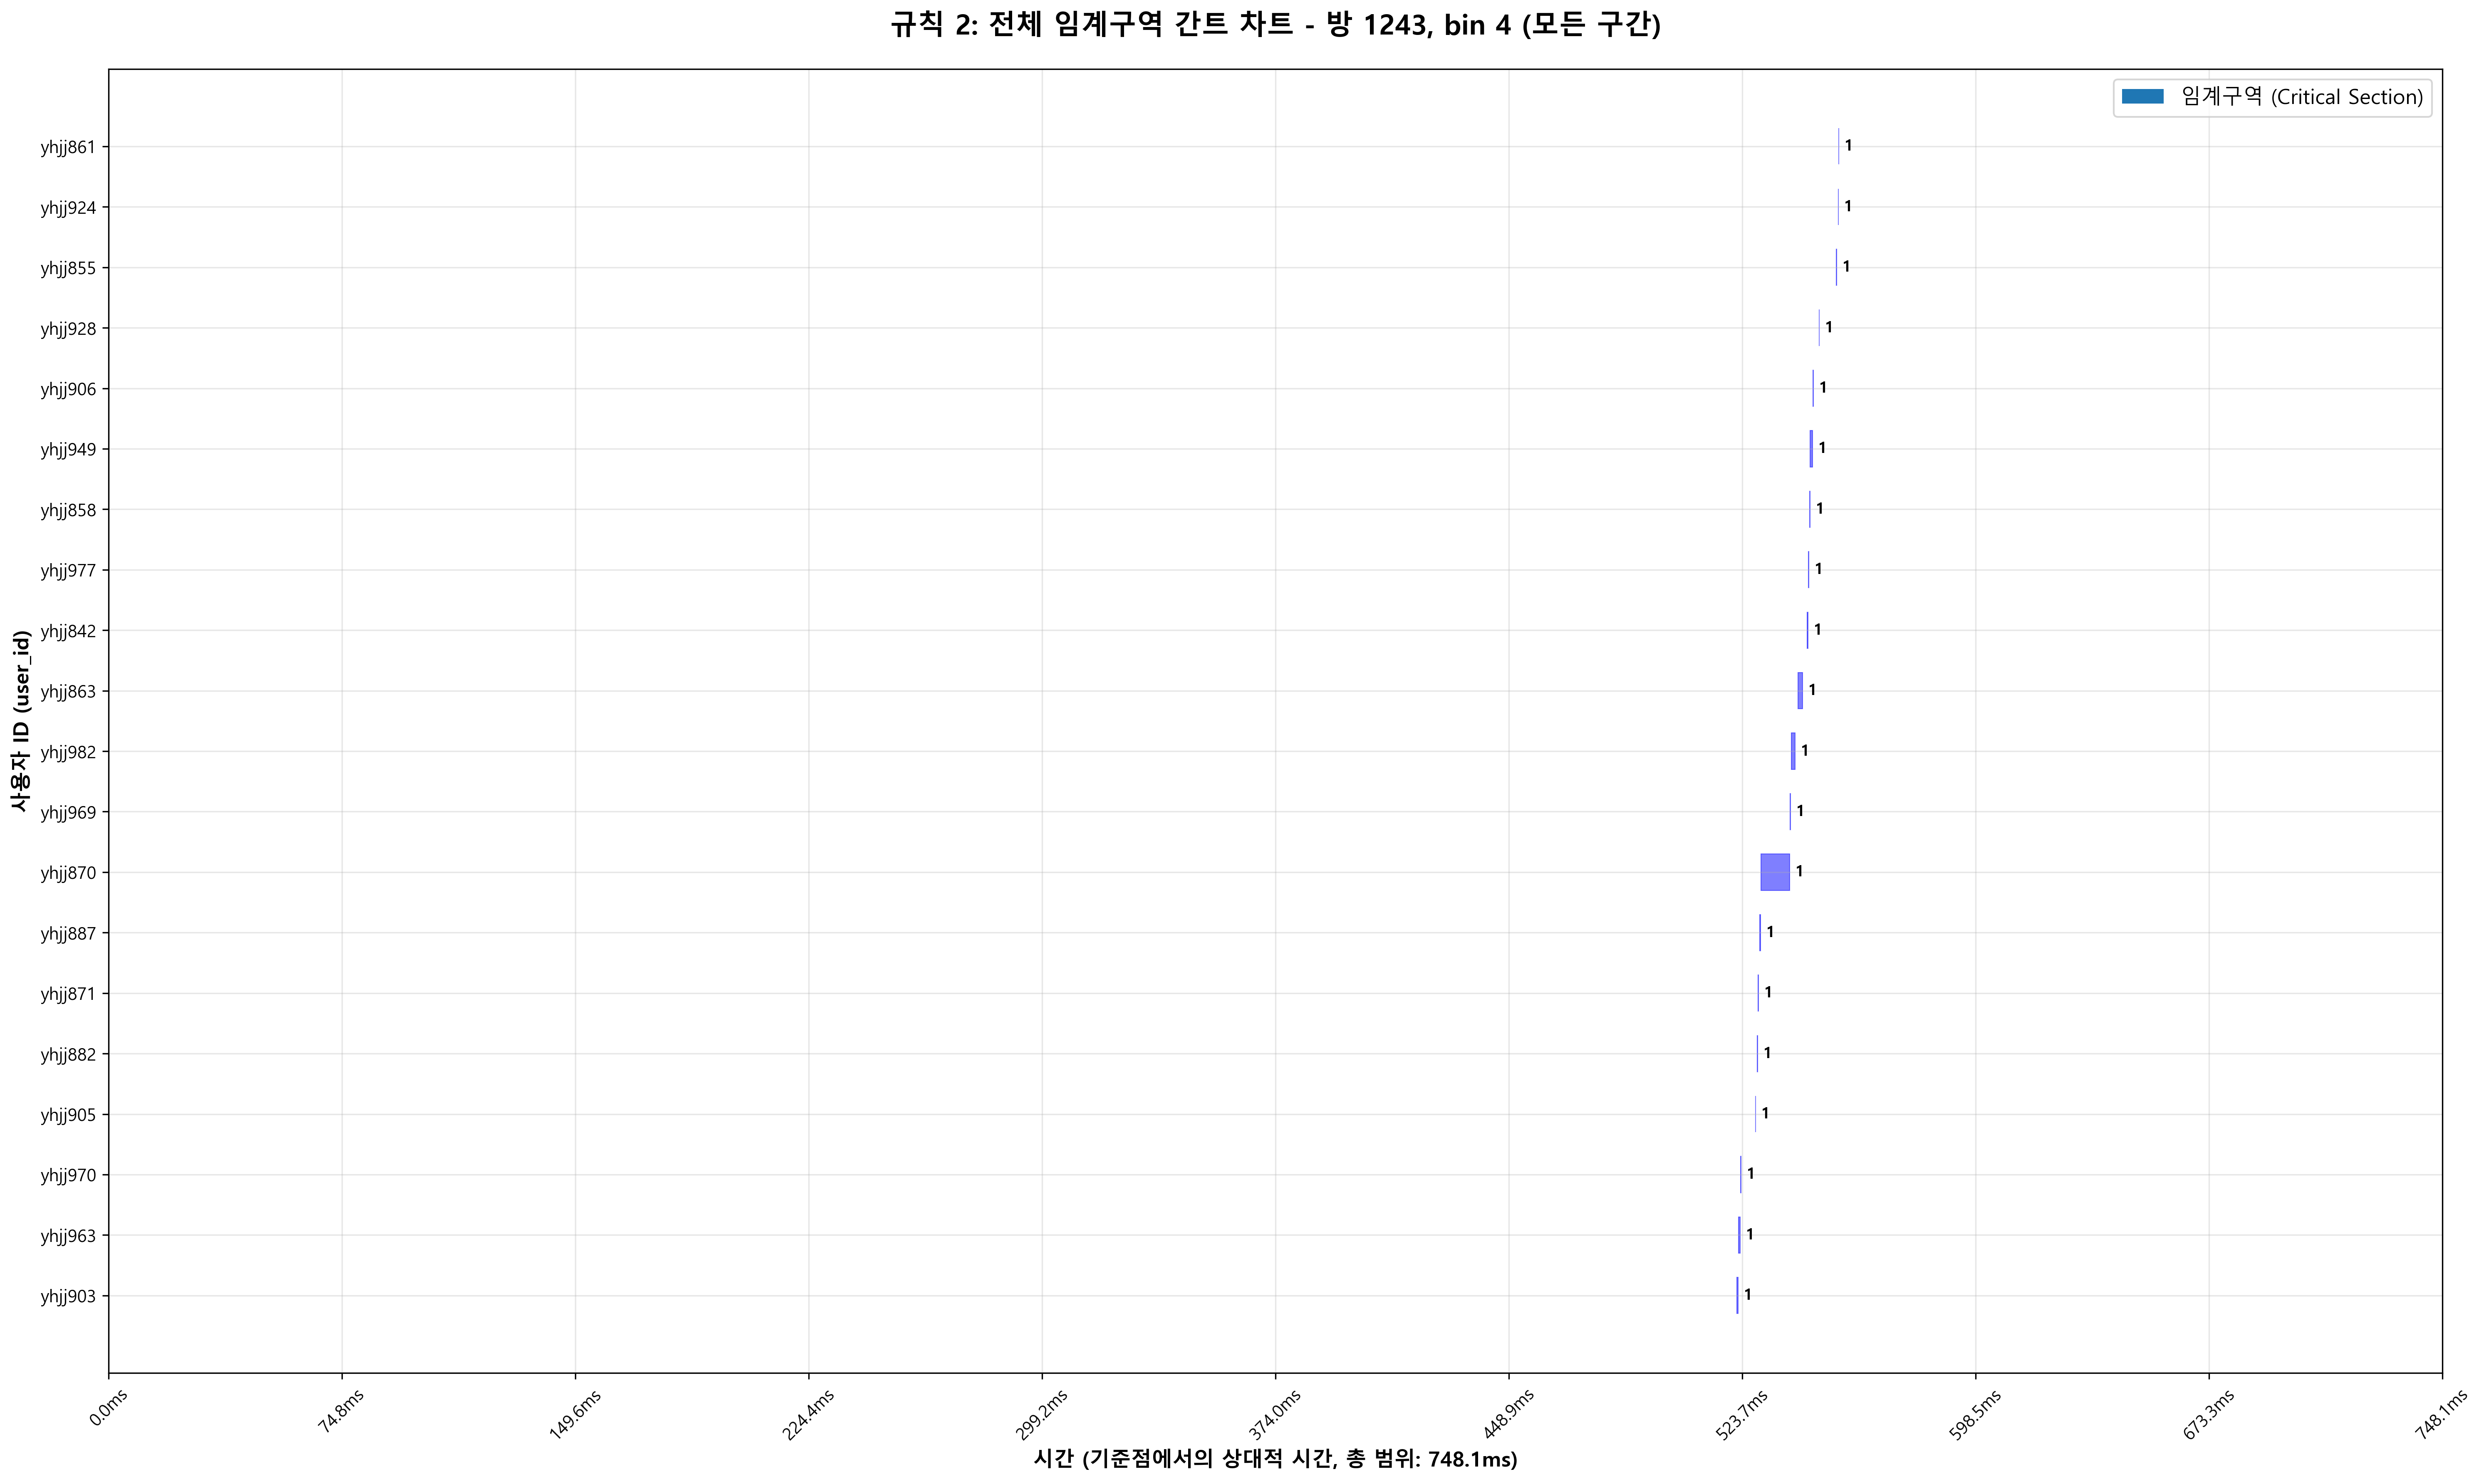 규칙 2: 전체 임계구역 간트 차트 - 방 1243, bin 4 (모든 구간)
임계구역 (Critical Section)
사용자 ID (user_id)
yhjj861 1
yhjj924 1
yhjj855 1
yhjj928 1
yhjj906 1
yhjj949 1
yhjj858 1
yhjj977 1
yhjj842 1
yhjj863 1
yhjj982 1
yhjj969 1
yhjj870 1
yhjj887 1
yhjj871 1
yhjj882 1
yhjj905 1
yhjj970 1
yhjj963 1
yhjj903 1
0.0ms 74.8ms 149.6ms 224.4ms 299.2ms 374.0ms 448.9ms 523.7ms 598.5ms 673.3ms 748.1ms
시간 (기준점에서의 상대적 시간, 총 범위: 748.1ms)